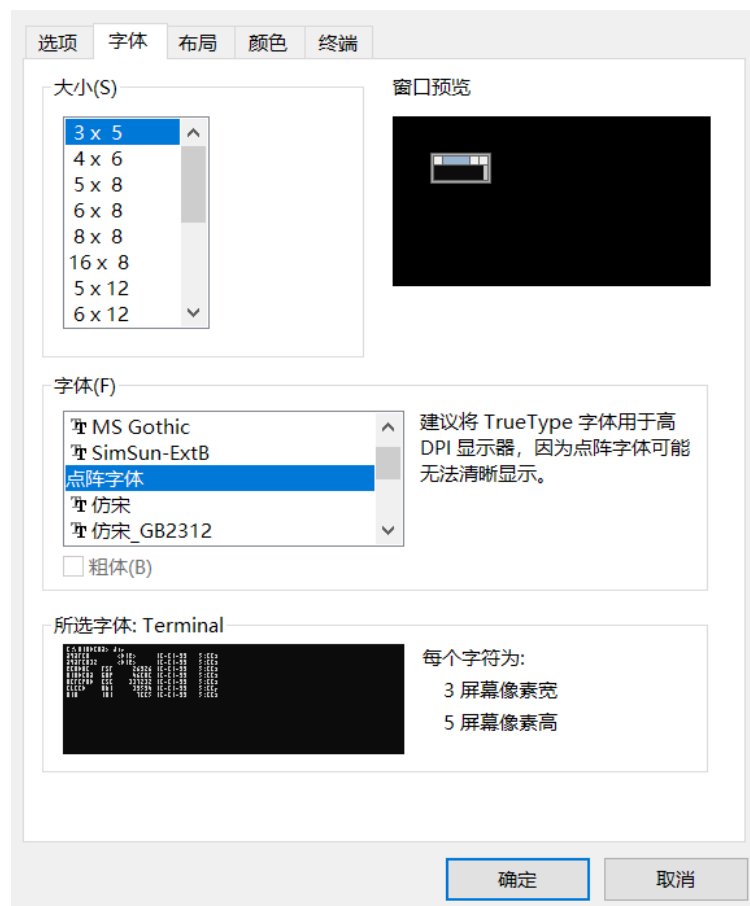 选项 字体 布局 颜色 终端
大小(S)
3 x 5
4 x 6
5 x 8
6 x 8
8 x 8
16 x 8
5 x 12
6 x 12
窗口预览
字体(F)
MS Gothic
SimSun-ExtB
点阵字体
仿宋
仿宋_GB2312
粗体(B)
建议将 TrueType 字体用于高
DPI 显示器，因为点阵字体可能
无法清晰显示。
所选字体: Terminal
每个字符为:
3 屏幕像素宽
5 屏幕像素高
确定 取消